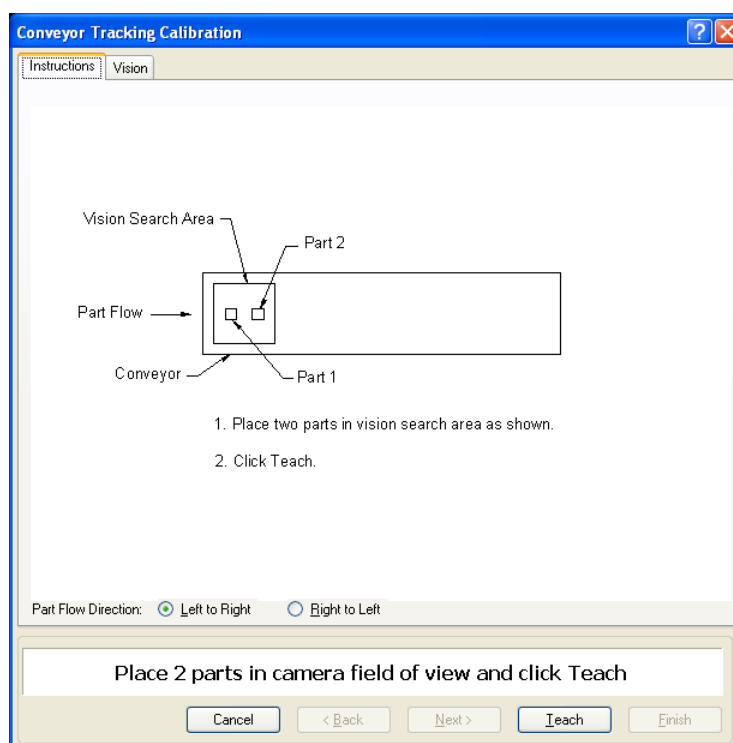 Conveyor Tracking Calibration
Instructions Vision
Vision Search Area
Part 2
Part Flow
Conveyor
Part 1
1. Place two parts in vision search area as shown.
2. Click Teach.
Part Flow Direction: Left to Right Right to Left
Place 2 parts in camera field of view and click Teach
Cancel < Back Next > Teach Finish